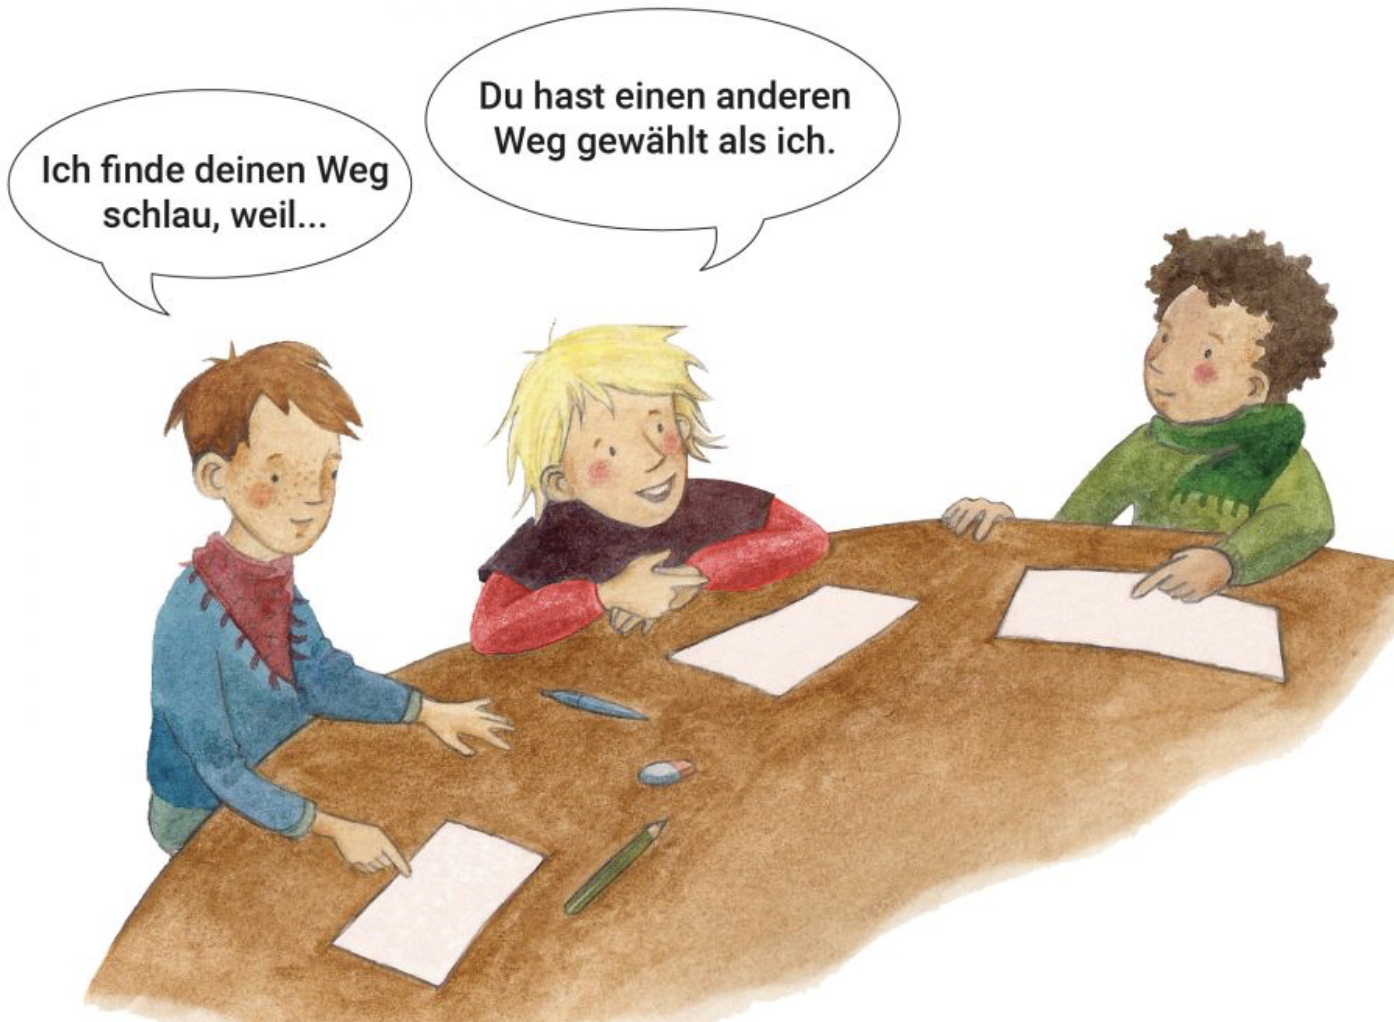 Ich finde deinen Weg
schlau, weil...
Du hast einen anderen
Weg gewählt als ich.